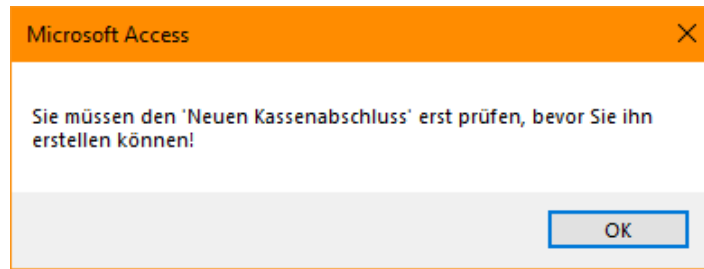 Microsoft Access
Sie müssen den 'Neuen Kassenabschluss' erst prüfen, bevor Sie ihn
erstellen können!
OK